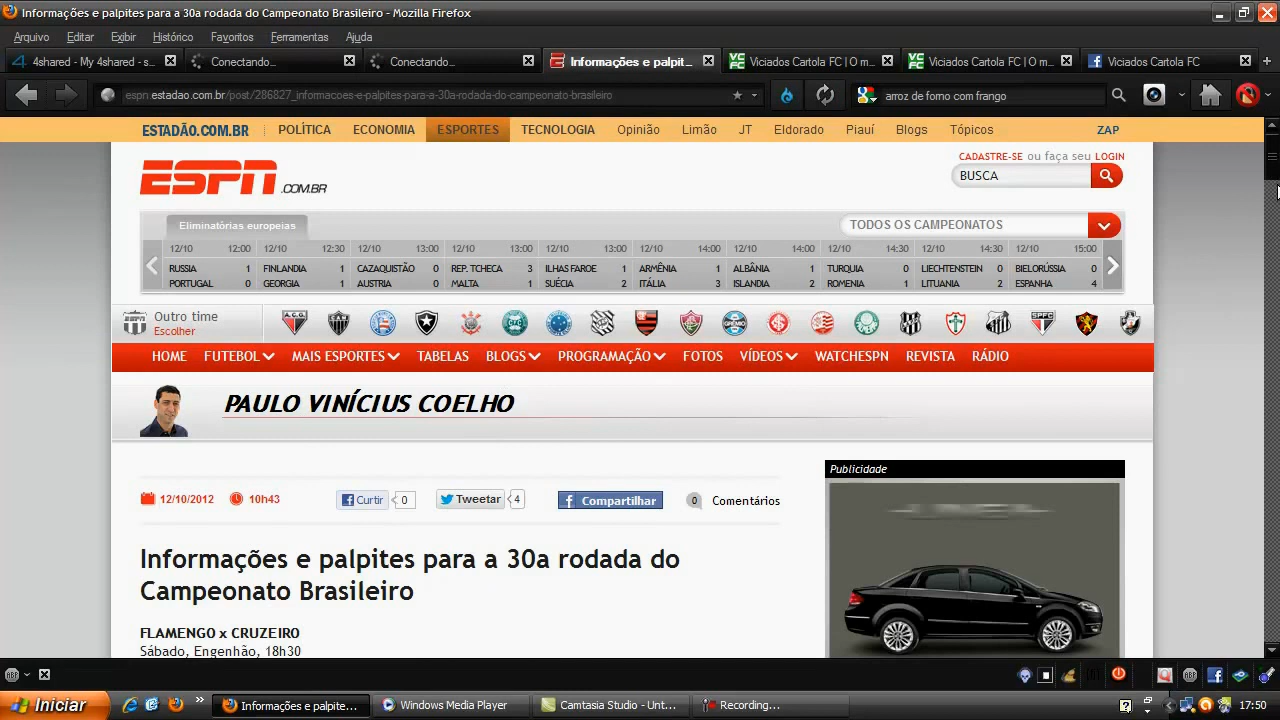 Informações e palpites para a 30a rodada do Campeonato Brasileiro - Mozilla Firefox
Arquivo Editar Exibir Histórico Favoritos Ferramentas Ajuda
4shared - My 4shared - s... Conectando... Conectando... Informações e palpit... Viciados Cartola FC | O m... Viciados Cartola FC | O m... Viciados Cartola FC
espn.estadao.com.br/post/286827_informacoes-e-palpites-para-a-30a-rodada-do-campeonato-brasileiro arroz de forno com frango
ESTADÃO.COM.BR POLÍTICA ECONOMIA ESPORTES TECNOLOGIA Opinião Limão JT Eldorado Piauí Blogs Tópicos ZAP
CADASTRE-SE ou faça seu LOGIN
ESPN.COM.BR BUSCA
Eliminatórias europeias TODOS OS CAMPEONATOS
12/10 12:00 12/10 12:30 12/10 13:00 12/10 13:00 12/10 14:00 12/10 14:00 12/10 14:00 12/10 14:30 12/10 14:30 12/10 15:00
RUSSIA 1 FINLANDIA 1 CAZAQUISTÃO 0 REP. TCHECA 3 ILHAS FAROE 1 ARMÊNIA 1 ALBÂNIA 1 TURQUIA 0 LIECHTENSTEIN 0 BIELORÚSSIA 0
PORTUGAL 0 GEORGIA 1 AUSTRIA 0 MALTA 1 SUÉCIA 2 ITÁLIA 3 ISLANDIA 2 ROMENIA 1 LITUANIA 2 ESPANHA 4
Outro time
Escolher
HOME FUTEBOL MAIS ESPORTES TABELAS BLOGS PROGRAMAÇÃO FOTOS VÍDEOS WATCHESPN REVISTA RÁDIO
PAULO VINÍCIUS COELHO
Publicidade
12/10/2012 10h43 Curtir 0 Tweetar 4 Compartilhar 0 Comentários
Informações e palpites para a 30a rodada do
Campeonato Brasileiro
FLAMENGO x CRUZEIRO
Sábado, Engenhão, 18h30
Iniciar Informações e palpite... Windows Media Player Camtasia Studio - Unt... Recording... 17:50